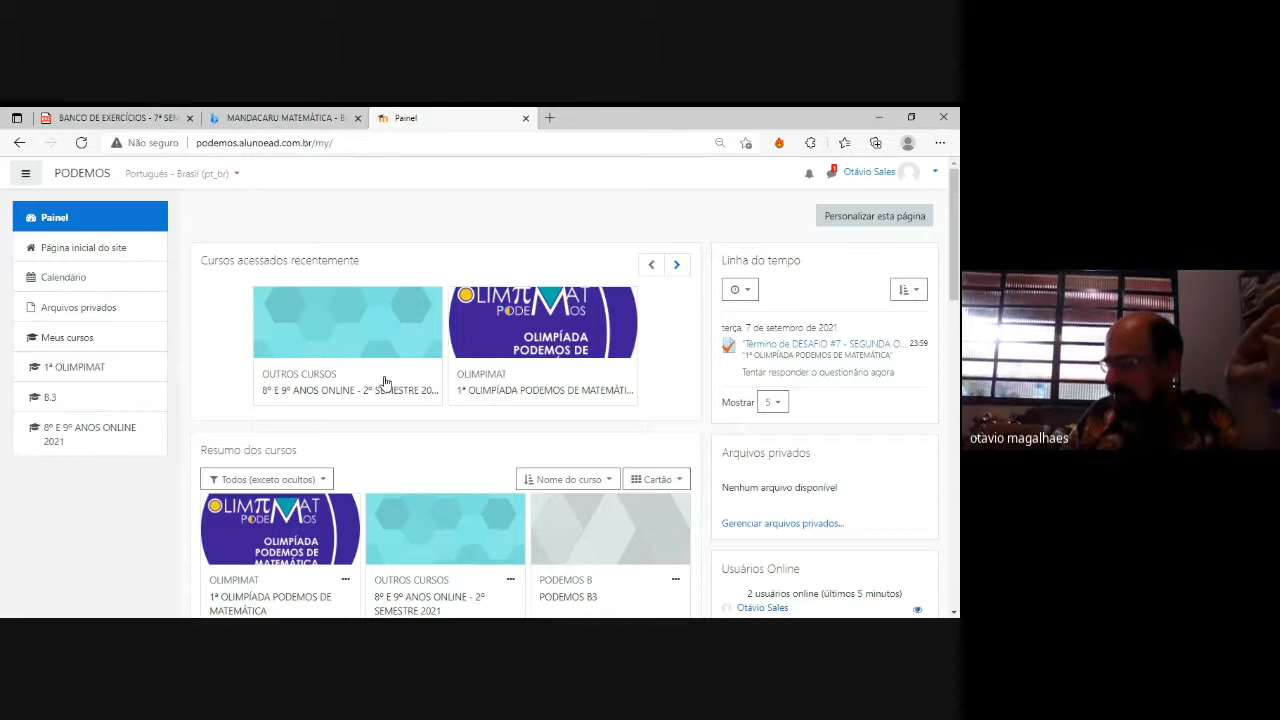 BANCO DE EXERCÍCIOS - 7ª SEM
MANDACARU MATEMÁTICA - B
Painel
Não seguro
podemos.alunoead.com.br/my/
PODEMOS
Português - Brasil (pt_br)
1
Otávio Sales
Painel
Página inicial do site
Calendário
Arquivos privados
Meus cursos
1ª OLIMPIMAT
B.3
8º E 9º ANOS ONLINE
2021
Personalizar esta página
Cursos acessados recentemente
OLIMπMAT
PODEMOS
OLIMPÍADA
PODEMOS DE
OUTROS CURSOS
8º E 9º ANOS ONLINE - 2º SEMESTRE 20...
OLIMPIMAT
1ª OLIMPÍADA PODEMOS DE MATEMÁTI...
Resumo dos cursos
Todos (exceto ocultos)
Nome do curso
Cartão
OLIMπMAT
PODEMOS
OLIMPÍADA
PODEMOS DE
MATEMÁTICA
OLIMPIMAT
1ª OLIMPÍADA PODEMOS DE
MATEMÁTICA
OUTROS CURSOS
8º E 9º ANOS ONLINE - 2º
SEMESTRE 2021
PODEMOS B
PODEMOS B3
Linha do tempo
terça, 7 de setembro de 2021
"Término de DESAFIO #7 - SEGUNDA O... 23:59
"1ª OLIMPÍADA PODEMOS DE MATEMÁTICA"
Tentar responder o questionário agora
Mostrar 5
Arquivos privados
Nenhum arquivo disponível
Gerenciar arquivos privados...
Usuários Online
2 usuários online (últimos 5 minutos)
Otávio Sales
otavio magalhaes